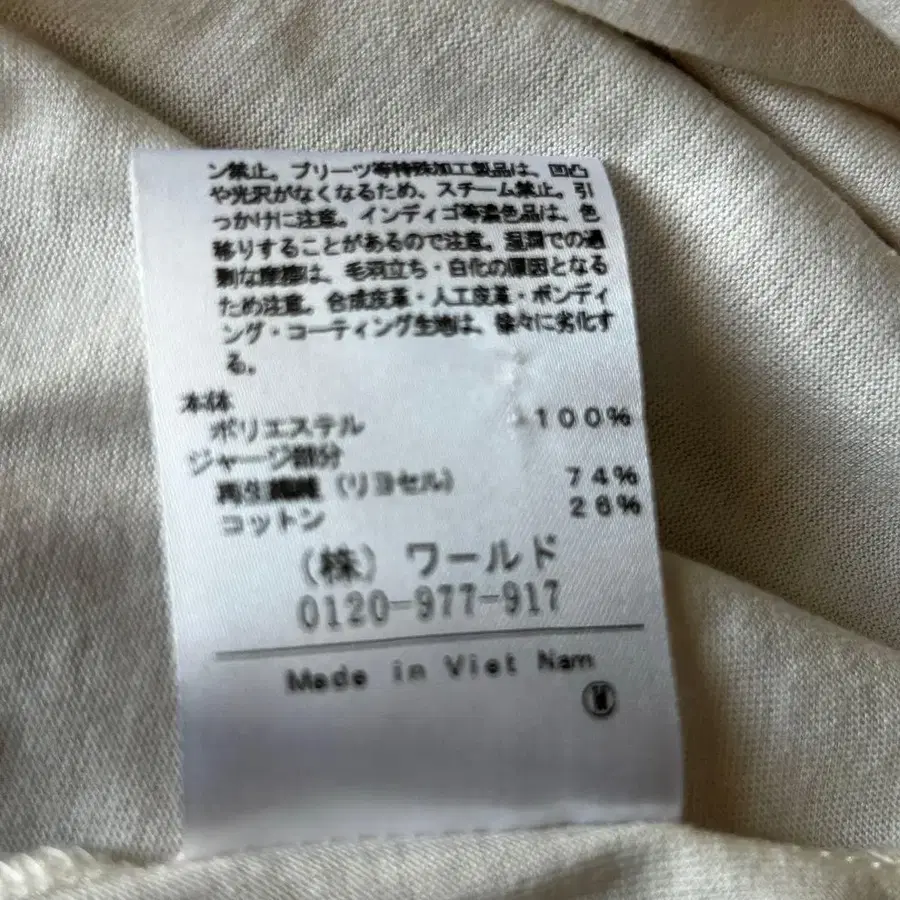 ン禁止。プリーツ等特殊加工製品は、凹凸
や光沢がなくなるため、スチーム禁止。引
っかけに注意。インディゴ等濃色品は、色
移りすることがあるので注意。湿潤での過
剰な摩擦は、毛羽立ち・白化の原因となる
ため注意。合成皮革・人工皮革・ボンディ
ング・コーティング生地は、徐々に劣化す
る。
本体
ポリエステル 100%
ジャージ部分
再生繊維（リヨセル） 74%
コットン 26%
（株）ワールド
0120-977-917
Made in Viet Nam
W